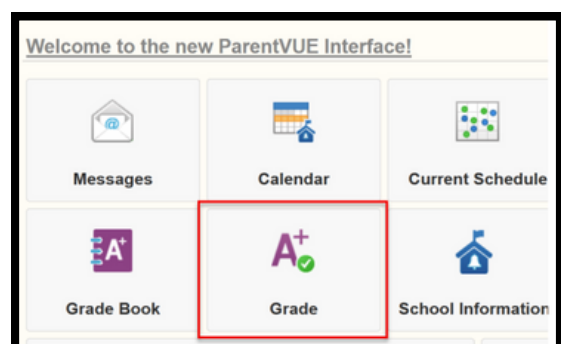 Welcome to the new ParentVUE Interface!
@
Messages
Calendar
Current Schedule
A+
A+
Grade Book
Grade
School Information